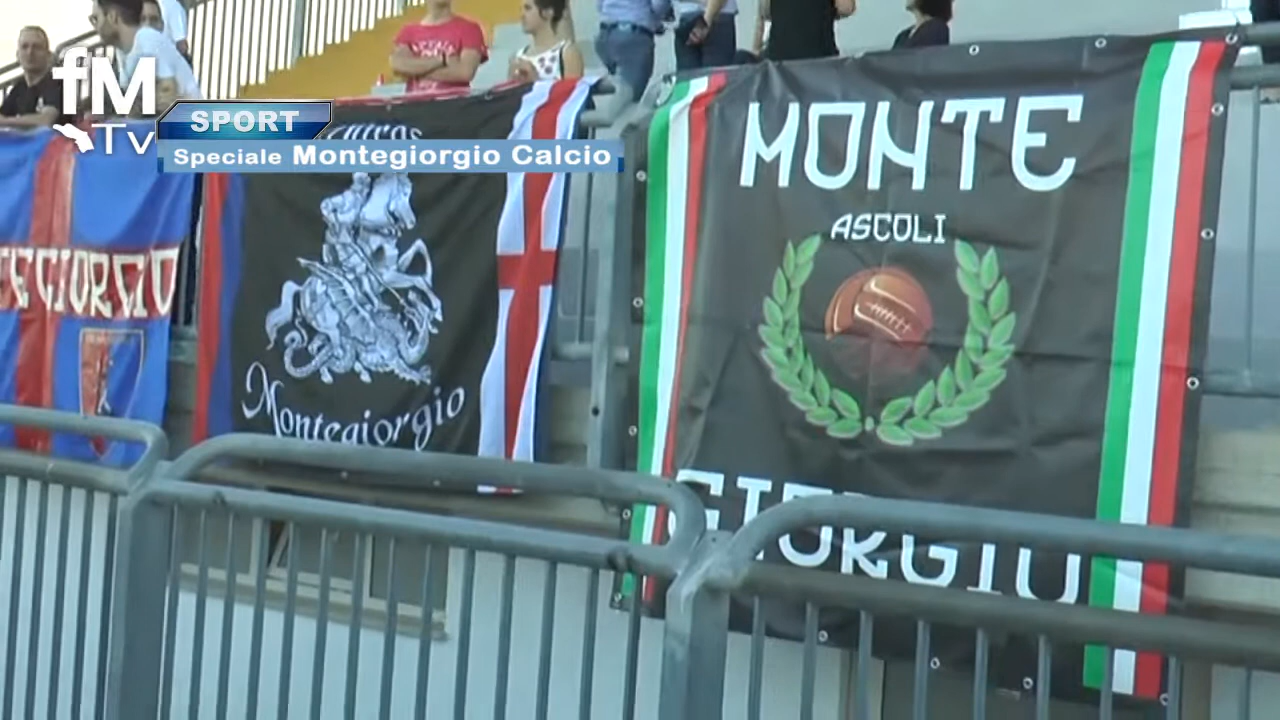 fM
Tv
SPORT
Speciale Montegiorgio Calcio
Montegiorgio
MONTE
ASCOLI
GIORGIO